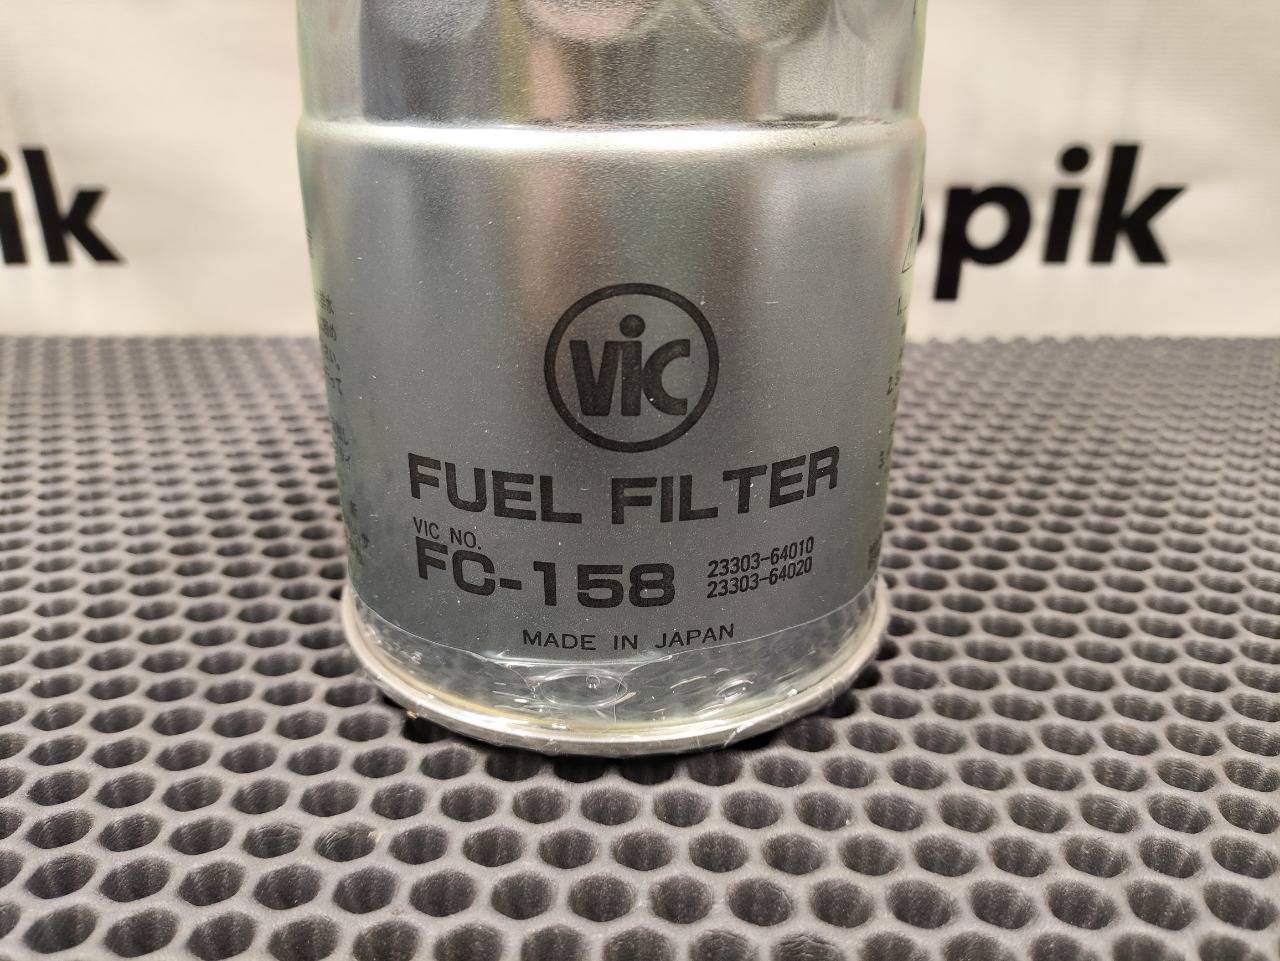 ik
pik
VIC
FUEL FILTER
VIC NO.
FC-158
23303-64010
23303-64020
MADE IN JAPAN